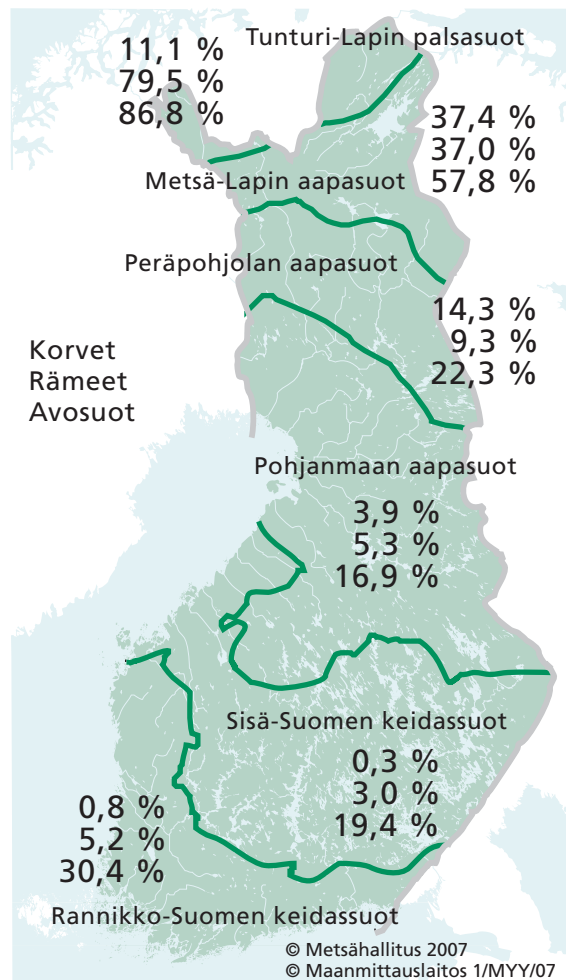 Tunturi-Lapin palsasuot
11,1 %
79,5 %
86,8 %
37,4 %
37,0 %
57,8 %
Metsä-Lapin aapasuot
Peräpohjolan aapasuot
14,3 %
9,3 %
22,3 %
Korvet
Rämeet
Avosuot
Pohjanmaan aapasuot
3,9 %
5,3 %
16,9 %
Sisä-Suomen keidassuot
0,3 %
3,0 %
19,4 %
0,8 %
5,2 %
30,4 %
Rannikko-Suomen keidassuot
© Metsähallitus 2007
© Maanmittauslaitos 1/MYY/07